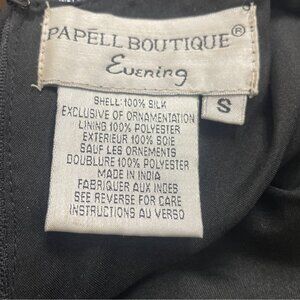 PAPELL BOUTIQUE®
Evening
S
SHELL: 100% SILK
EXCLUSIVE OF ORNAMENTATION
LINING 100% POLYESTER
EXTERIEUR 100% SOIE
SAUF LES ORNEMENTS
DOUBLURE 100% POLYESTER
MADE IN INDIA
FABRIQUER AUX INDES
SEE REVERSE FOR CARE
INSTRUCTIONS AU VERSO